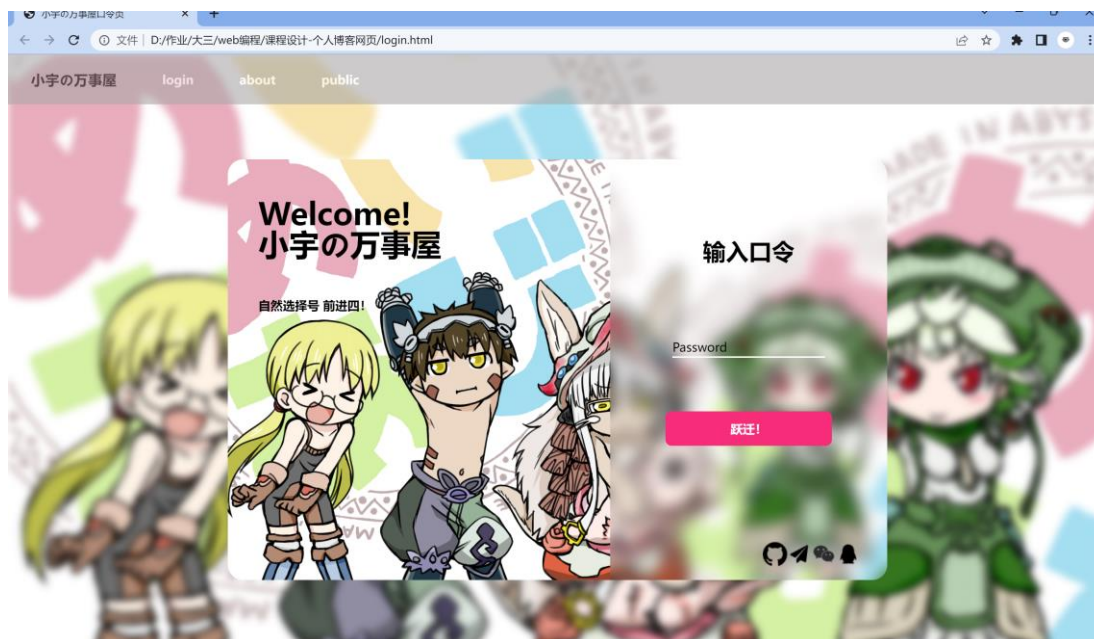 小宇の万事屋口令页
文件 D:/作业/大三/web编程/课程设计-个人博客网页/login.html
小宇の万事屋 login about public
MADE IN ABYS
Welcome!
小宇の万事屋
自然选择号 前进四!
输入口令
Password
跃迁!